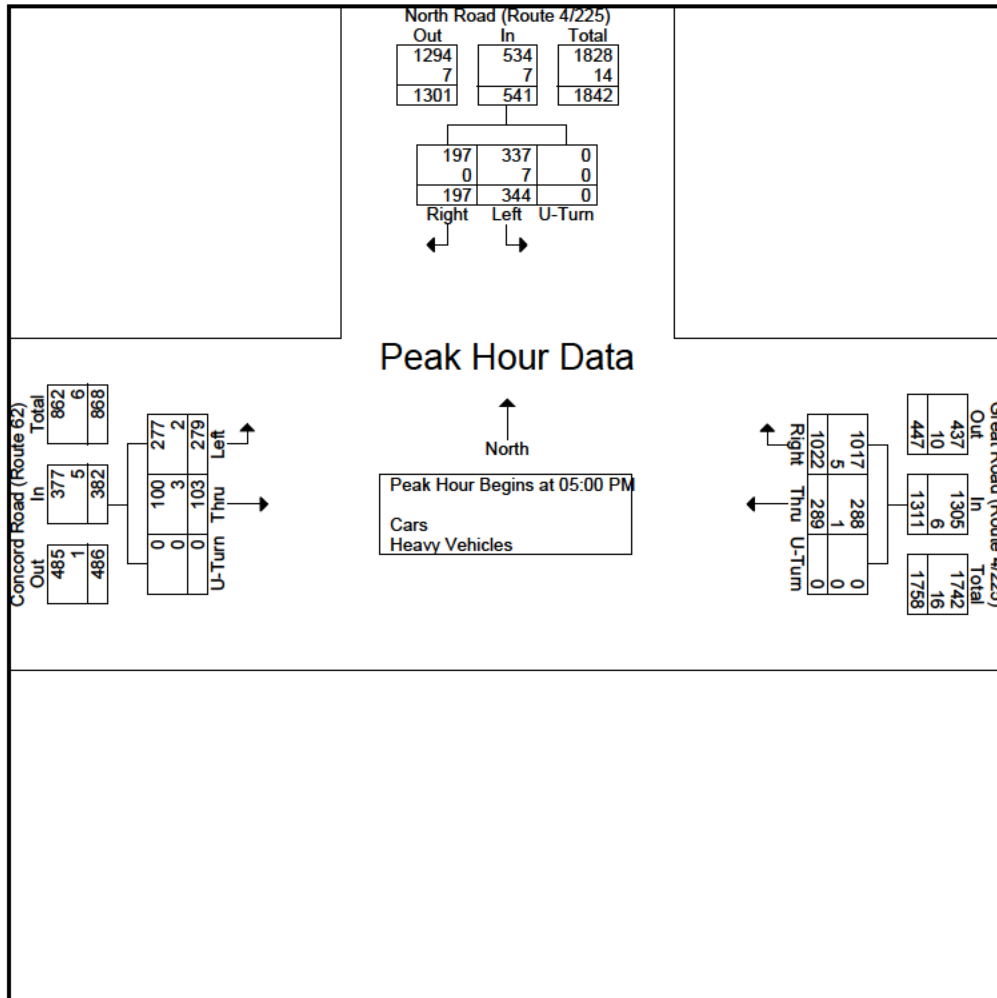 North Road (Route 4/225)
Out In Total
1294 534 1828
7 7 14
1301 541 1842
197 337 0
0 7 0
197 344 0
Right Left U-Turn
Peak Hour Data
North
Peak Hour Begins at 05:00 PM
Cars
Heavy Vehicles
Concord Road (Route 62)
Out In Total
485 377 862
1 5 6
486 382 868
U-Turn Thru Left
0 100 277
0 3 2
0 103 279
Great Road (Route 4/225)
Out In Total
437 1305 1742
10 6 16
447 1311 1758
1017 288 0
5 1 0
1022 289 0
Right Thru U-Turn